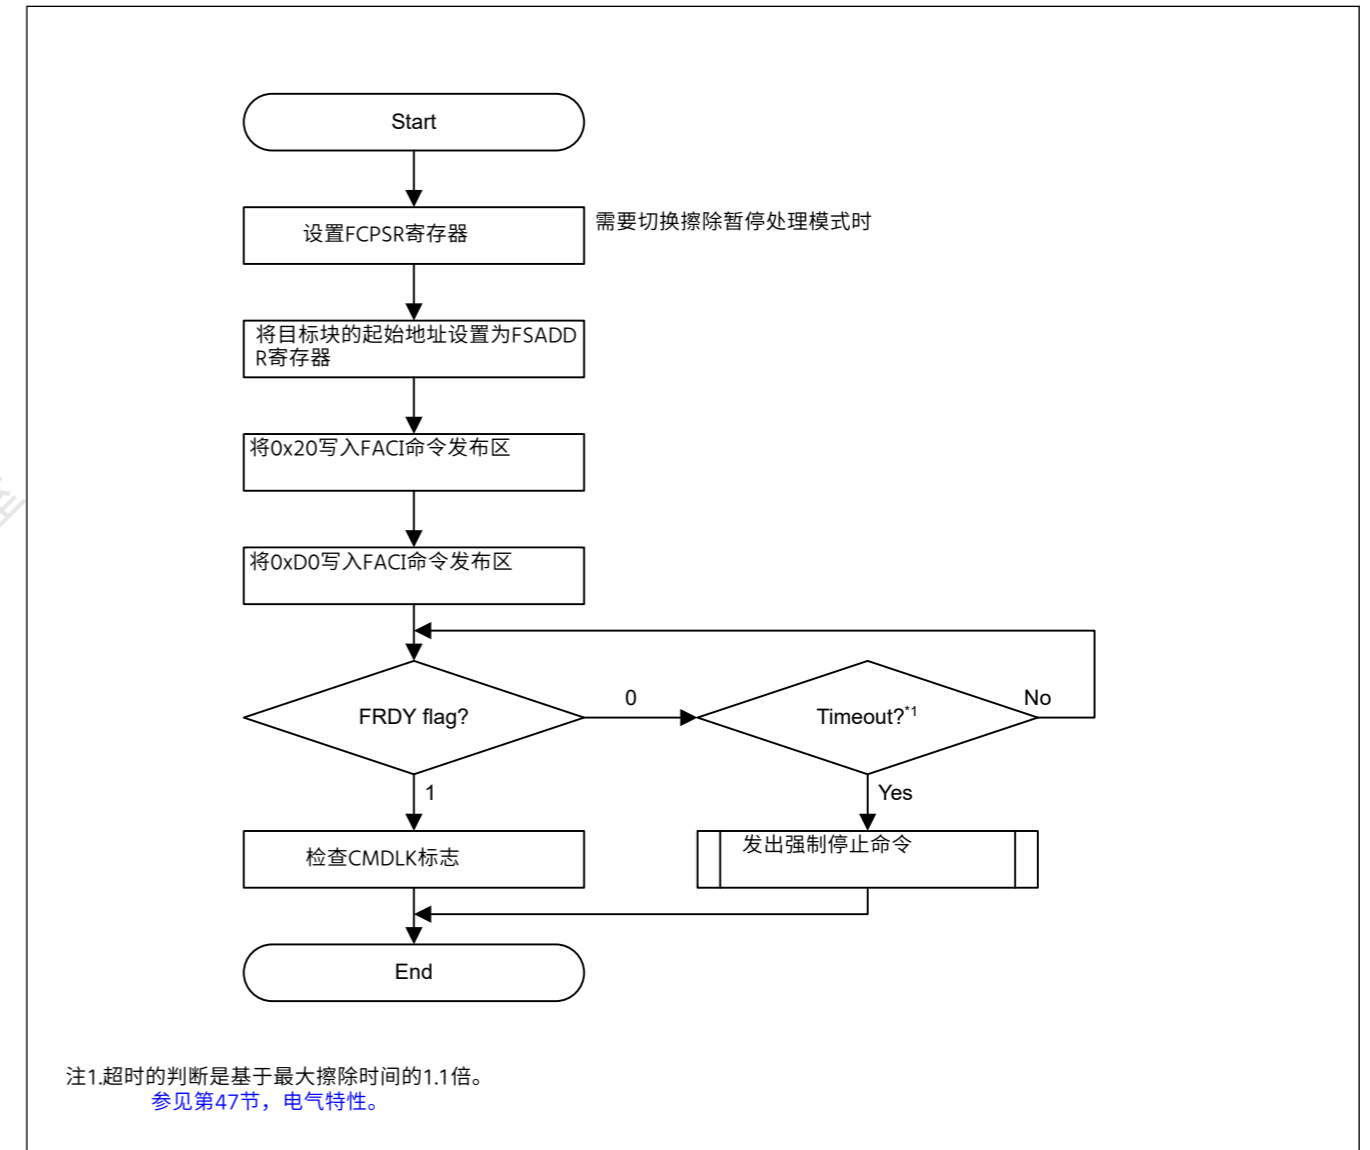 Start
设置FCPSR寄存器
需要切换擦除暂停处理模式时
将目标块的起始地址设置为FSADD
R寄存器
将0x20写入FACI命令发布区
将0xD0写入FACI命令发布区
FRDY flag?
0
Timeout?*1
No
1
Yes
检查CMDLK标志
发出强制停止命令
End
注1.超时的判断是基于最大擦除时间的1.1倍。
参见第47节，电气特性。